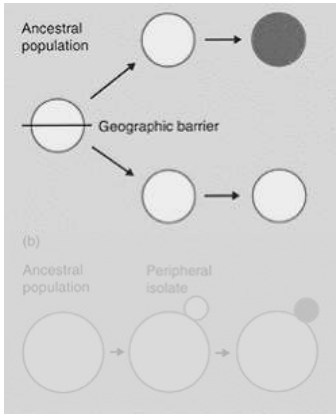 Ancestral
population
Geographic barrier
(b)
Ancestral
population
Peripheral
isolate